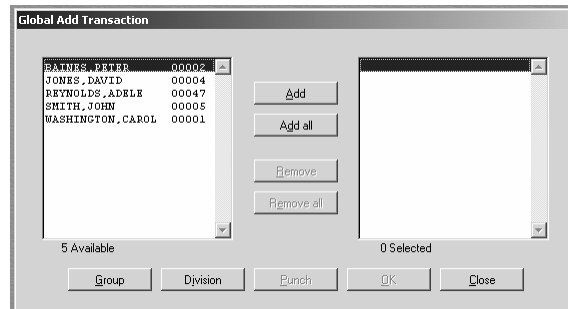 Global Add Transaction
BAINES,PETER 00002
JONES,DAVID 00004
REYNOLDS,ADELE 00047
SMITH,JOHN 00005
WASHINGTON,CAROL 00001
Add
Add all
Remove
Remove all
5 Available
0 Selected
Group
Division
Punch
OK
Close